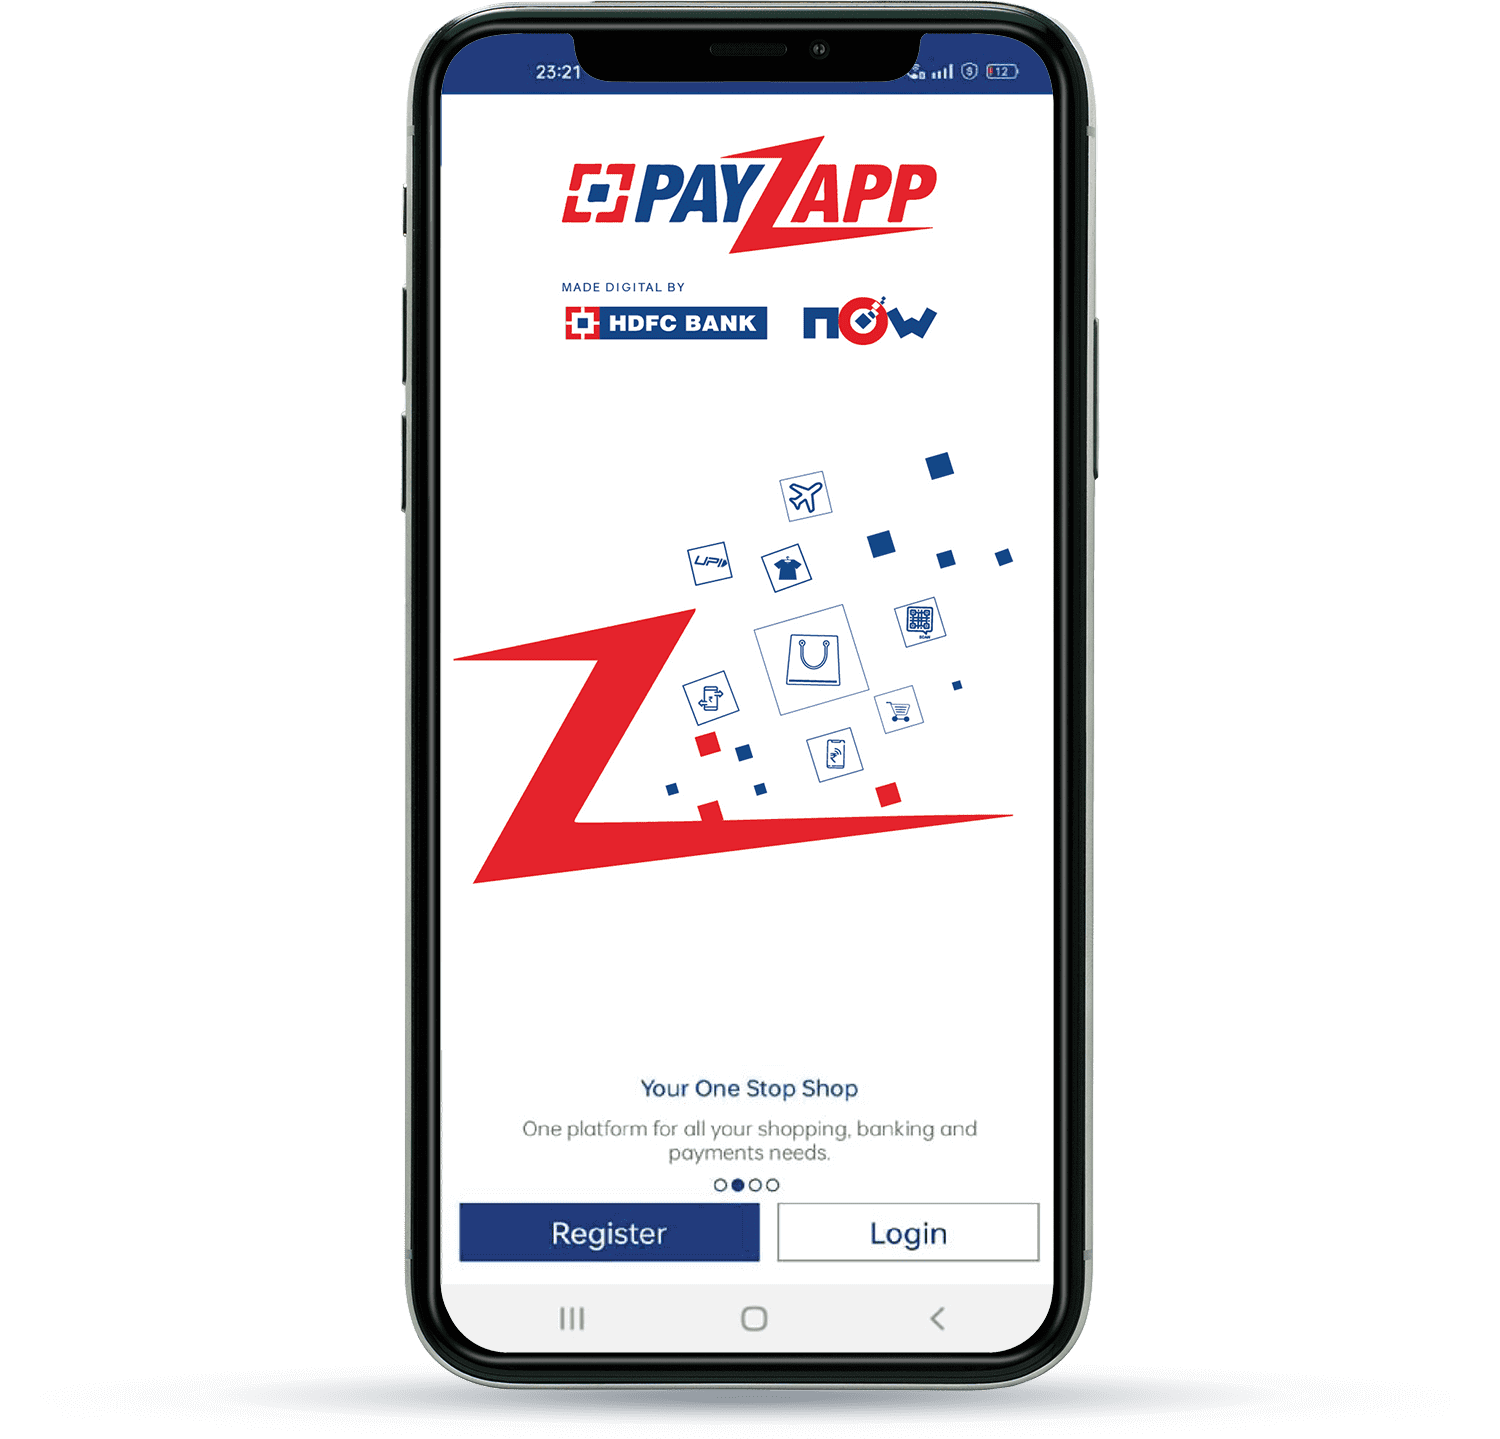 23:21
12
PAYZAPP
MADE DIGITAL BY
HDFC BANK
now
UPI
SCAN
Your One Stop Shop
One platform for all your shopping, banking and
payments needs.
Register
Login